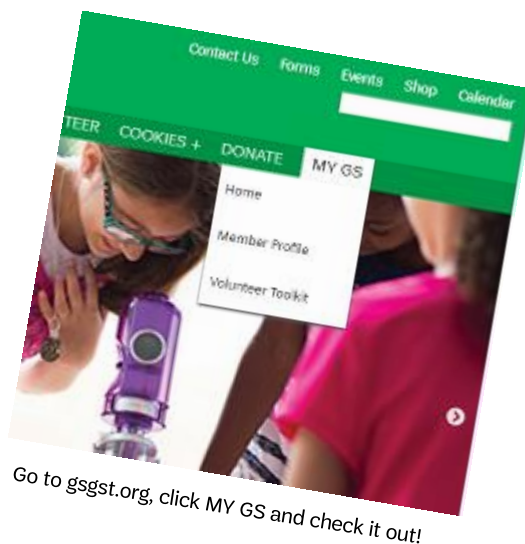 Contact Us Forms Events Shop Calendar
TEER COOKIES + DONATE MY GS
Home
Member Profile
Volunteer Toolkit
Go to gsgst.org, click MY GS and check it out!